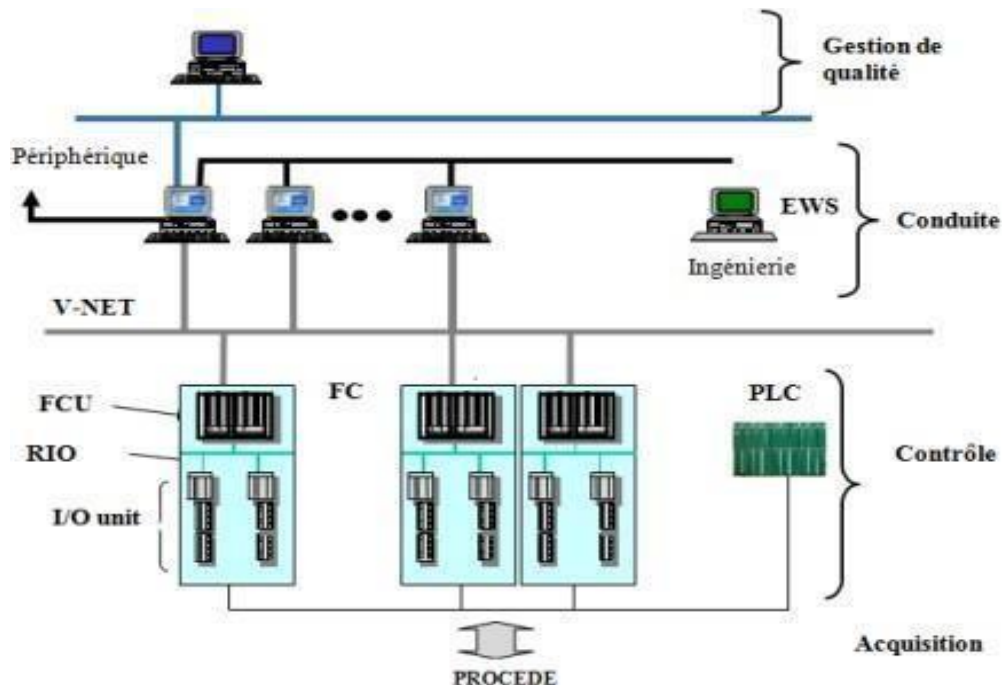 Gestion de
qualité
Périphérique
EWS
Conduite
Ingénierie
V-NET
FCU
FC
PLC
RIO
Contrôle
I/O unit
Acquisition
PROCEDE